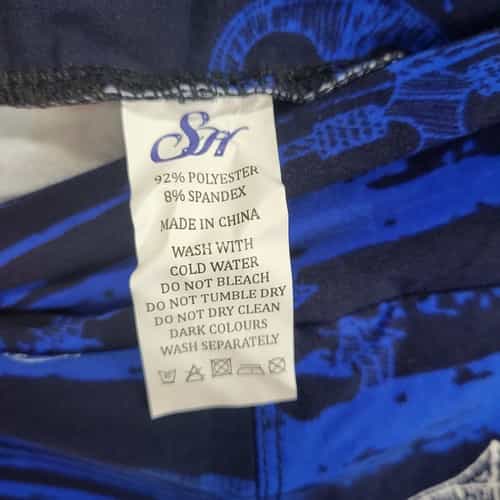 SH
92% POLYESTER
8% SPANDEX
MADE IN CHINA
WASH WITH
COLD WATER
DO NOT BLEACH
DO NOT TUMBLE DRY
DO NOT DRY CLEAN
DARK COLOURS
WASH SEPARATELY